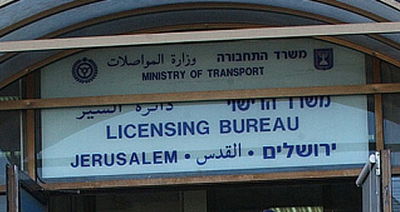 משרד התחבורה وزارة المواصلات
MINISTRY OF TRANSPORT
משרד הרישוי دائرة السير
LICENSING BUREAU
JERUSALEM • القدس • ירושלים